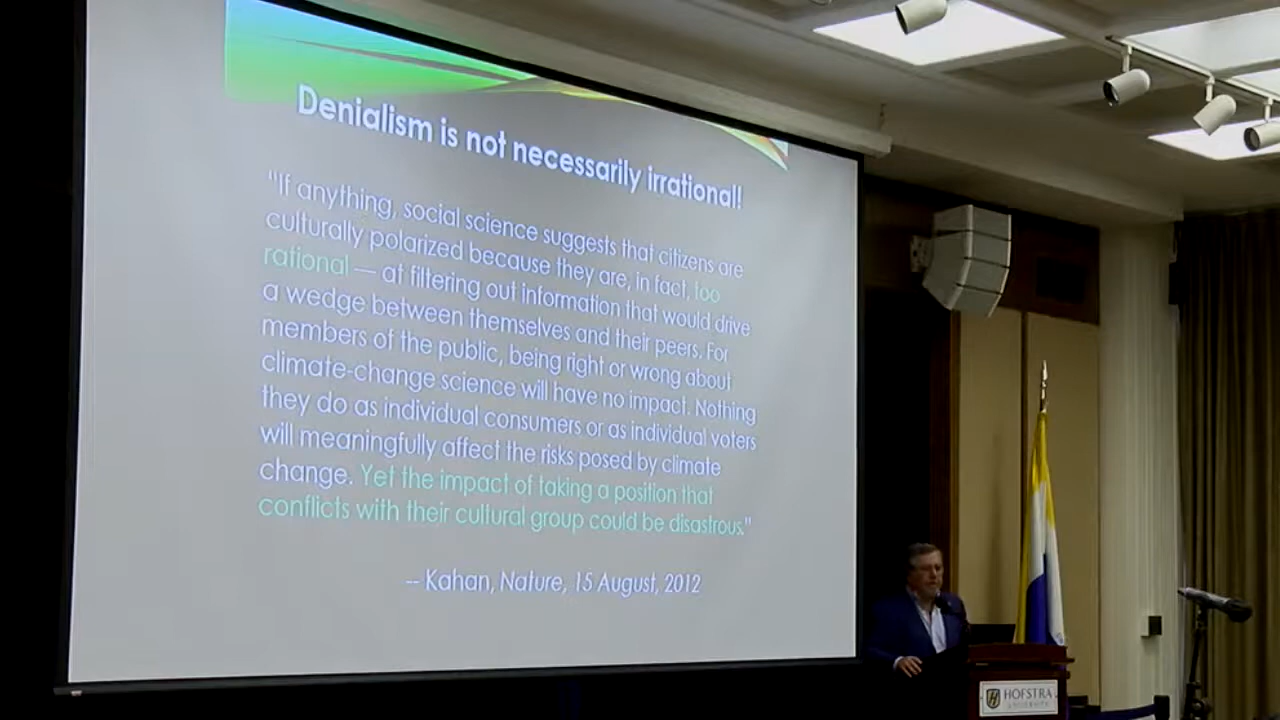 Denialism is not necessarily irrational!
"If anything, social science suggests that citizens are
culturally polarized because they are, in fact, too
rational — at filtering out information that would drive
a wedge between themselves and their peers. For
members of the public, being right or wrong about
climate-change science will have no impact. Nothing
they do as individual consumers or as individual voters
will meaningfully affect the risks posed by climate
change. Yet the impact of taking a position that
conflicts with their cultural group could be disastrous."
-- Kahan, Nature, 15 August, 2012
HOFSTRA
UNIVERSITY